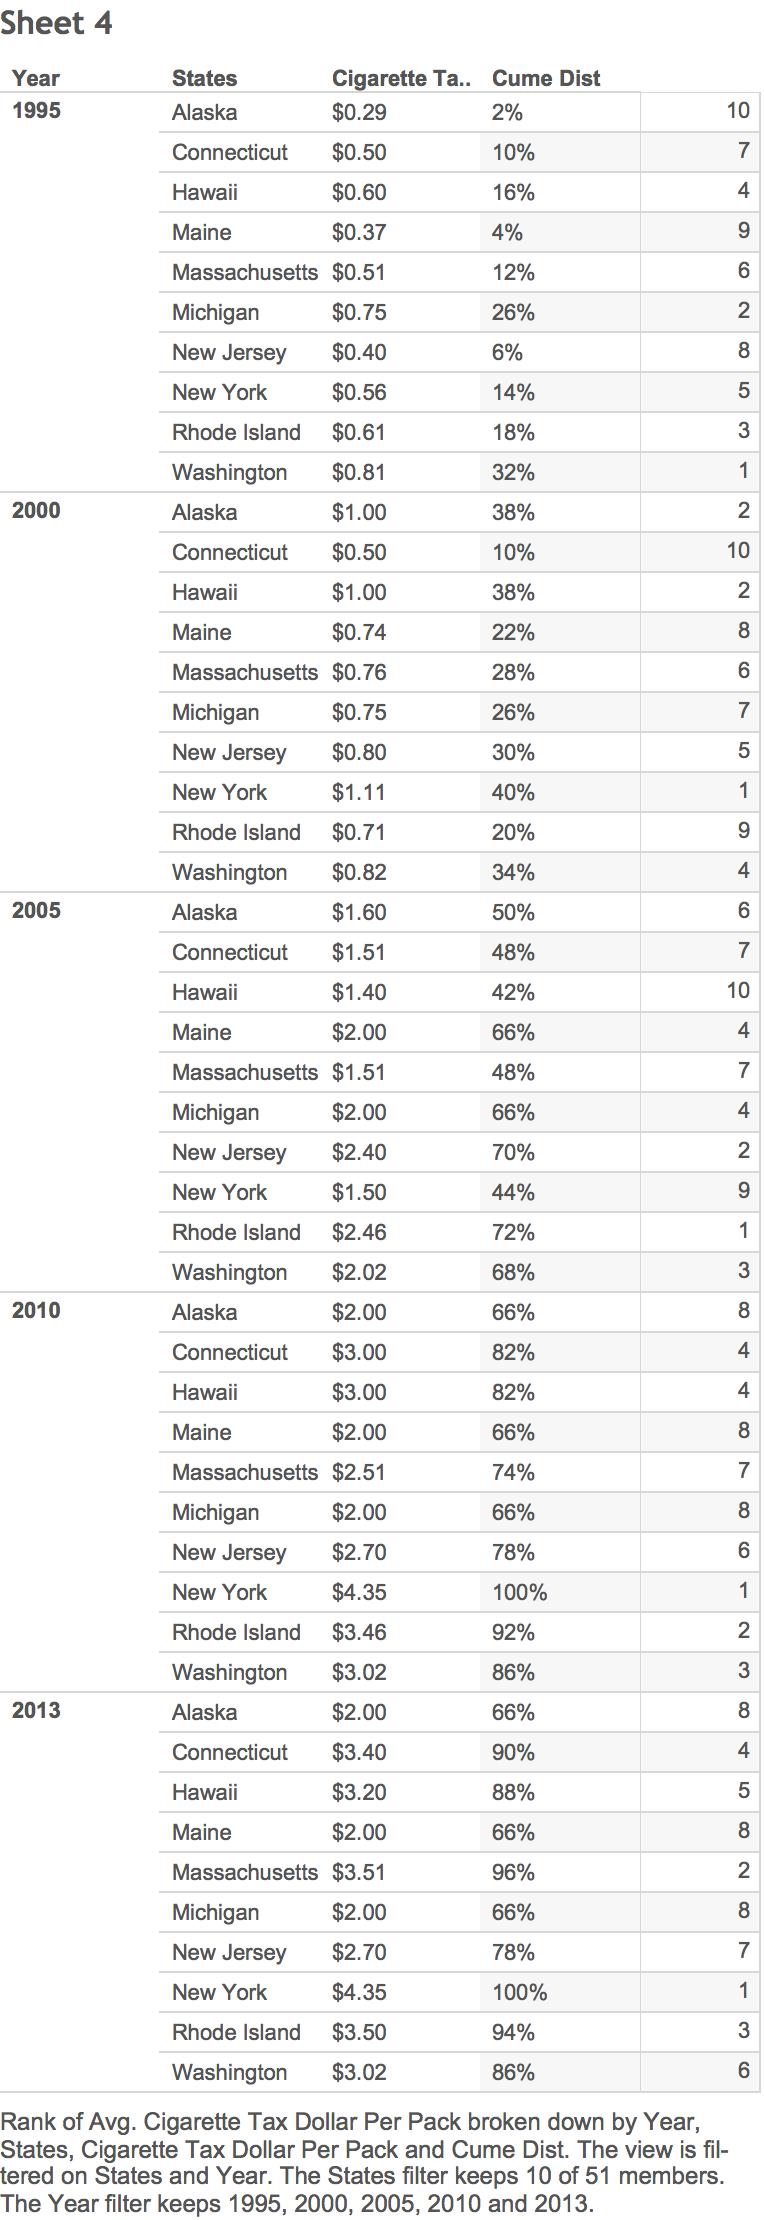 Sheet 4
Year States Cigarette Ta.. Cume Dist
1995 Alaska $0.29 2% 10
Connecticut $0.50 10% 7
Hawaii $0.60 16% 4
Maine $0.37 4% 9
Massachusetts $0.51 12% 6
Michigan $0.75 26% 2
New Jersey $0.40 6% 8
New York $0.56 14% 5
Rhode Island $0.61 18% 3
Washington $0.81 32% 1
2000 Alaska $1.00 38% 2
Connecticut $0.50 10% 10
Hawaii $1.00 38% 2
Maine $0.74 22% 8
Massachusetts $0.76 28% 6
Michigan $0.75 26% 7
New Jersey $0.80 30% 5
New York $1.11 40% 1
Rhode Island $0.71 20% 9
Washington $0.82 34% 4
2005 Alaska $1.60 50% 6
Connecticut $1.51 48% 7
Hawaii $1.40 42% 10
Maine $2.00 66% 4
Massachusetts $1.51 48% 7
Michigan $2.00 66% 4
New Jersey $2.40 70% 2
New York $1.50 44% 9
Rhode Island $2.46 72% 1
Washington $2.02 68% 3
2010 Alaska $2.00 66% 8
Connecticut $3.00 82% 4
Hawaii $3.00 82% 4
Maine $2.00 66% 8
Massachusetts $2.51 74% 7
Michigan $2.00 66% 8
New Jersey $2.70 78% 6
New York $4.35 100% 1
Rhode Island $3.46 92% 2
Washington $3.02 86% 3
2013 Alaska $2.00 66% 8
Connecticut $3.40 90% 4
Hawaii $3.20 88% 5
Maine $2.00 66% 8
Massachusetts $3.51 96% 2
Michigan $2.00 66% 8
New Jersey $2.70 78% 7
New York $4.35 100% 1
Rhode Island $3.50 94% 3
Washington $3.02 86% 6
Rank of Avg. Cigarette Tax Dollar Per Pack broken down by Year,
States, Cigarette Tax Dollar Per Pack and Cume Dist. The view is fil-
tered on States and Year. The States filter keeps 10 of 51 members.
The Year filter keeps 1995, 2000, 2005, 2010 and 2013.